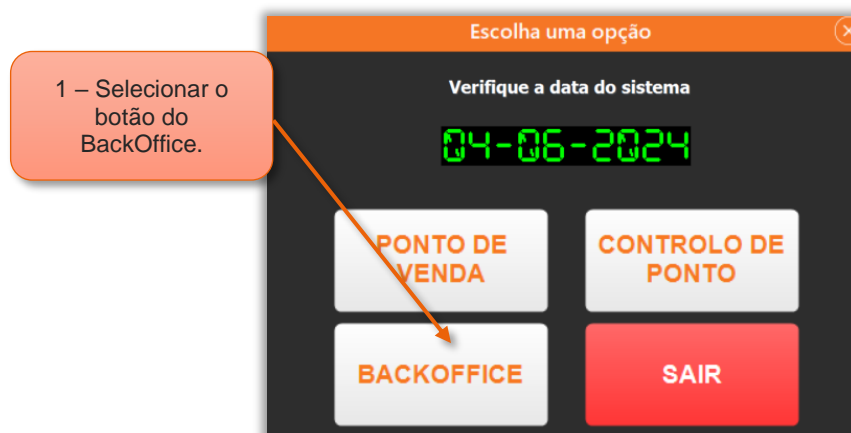 Escolha uma opção
1 – Selecionar o
botão do
BackOffice.
Verifique a data do sistema
04-06-2024
PONTO DE
VENDA
CONTROLO DE
PONTO
BACKOFFICE
SAIR